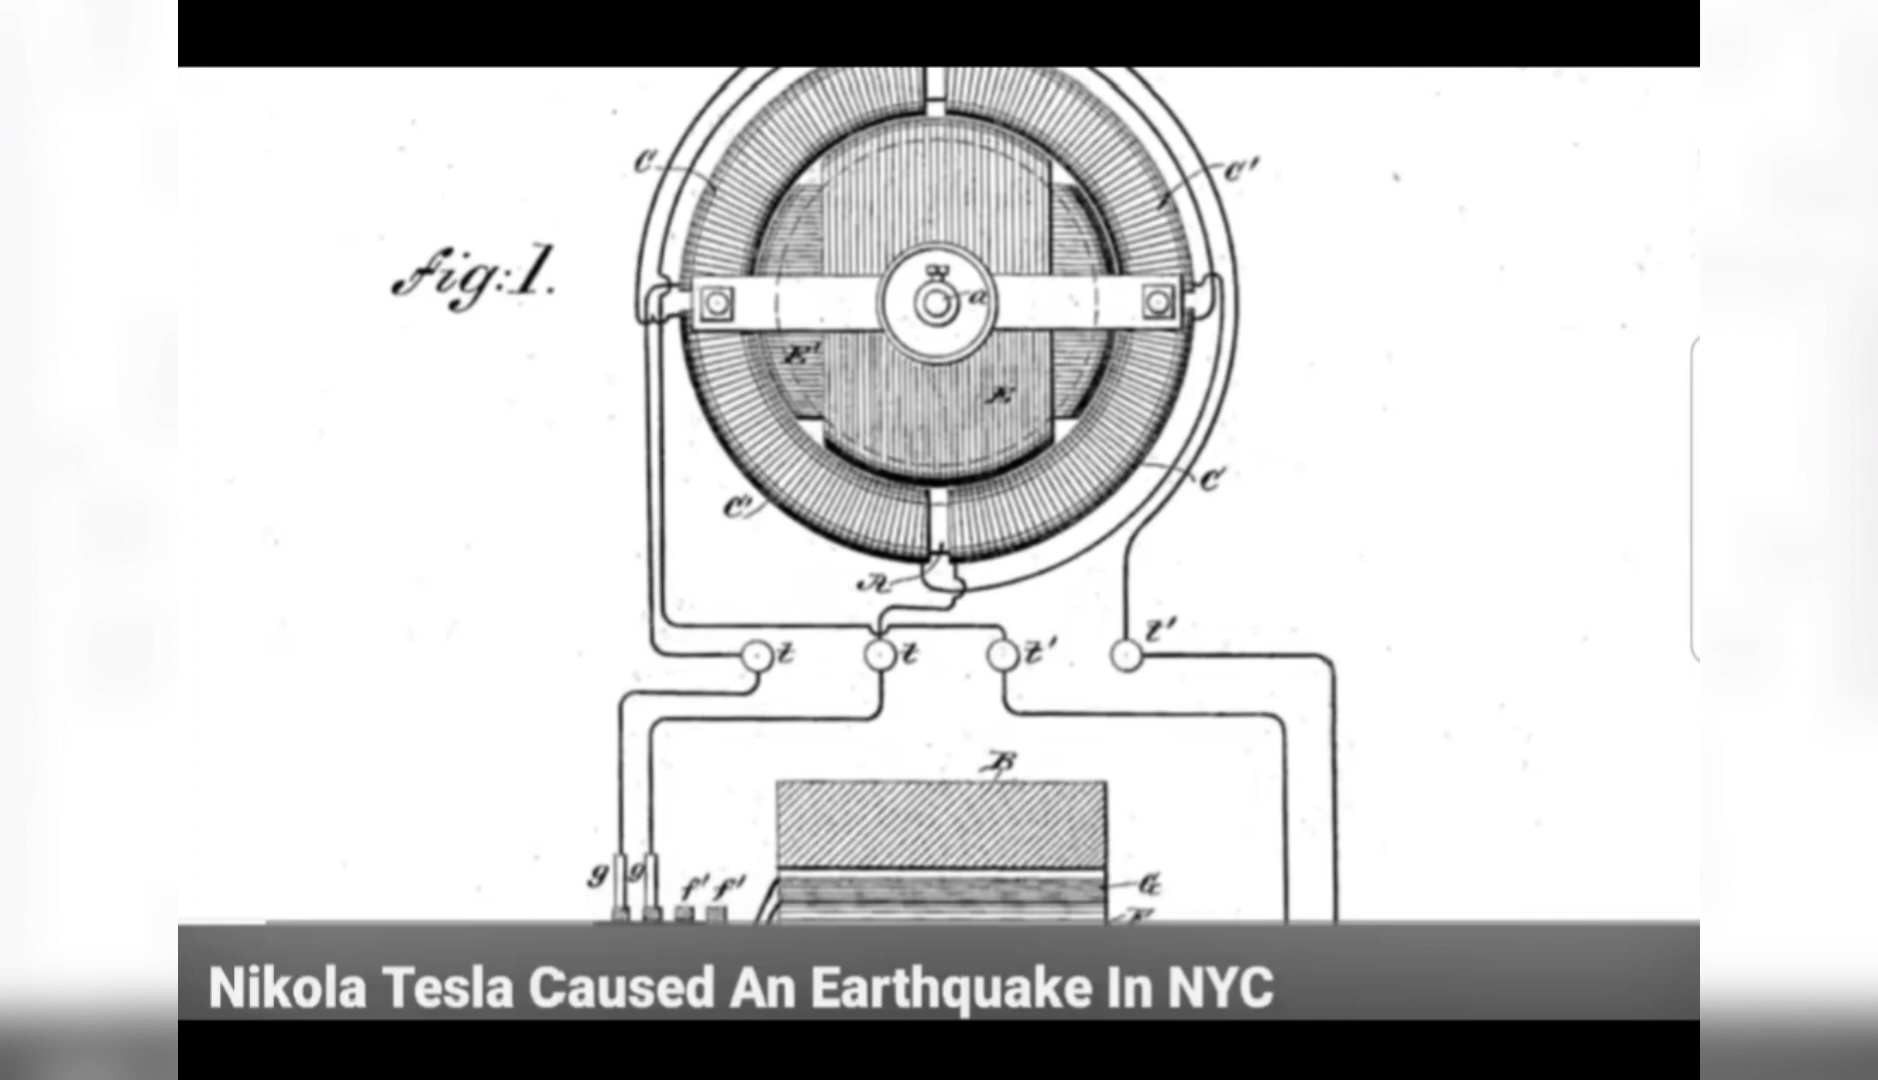 C
C'
Fig:1.
a
E'
E
C
C'
A
t
t
t'
t'
B
g
g
f'
f'
G
F
Nikola Tesla Caused An Earthquake In NYC